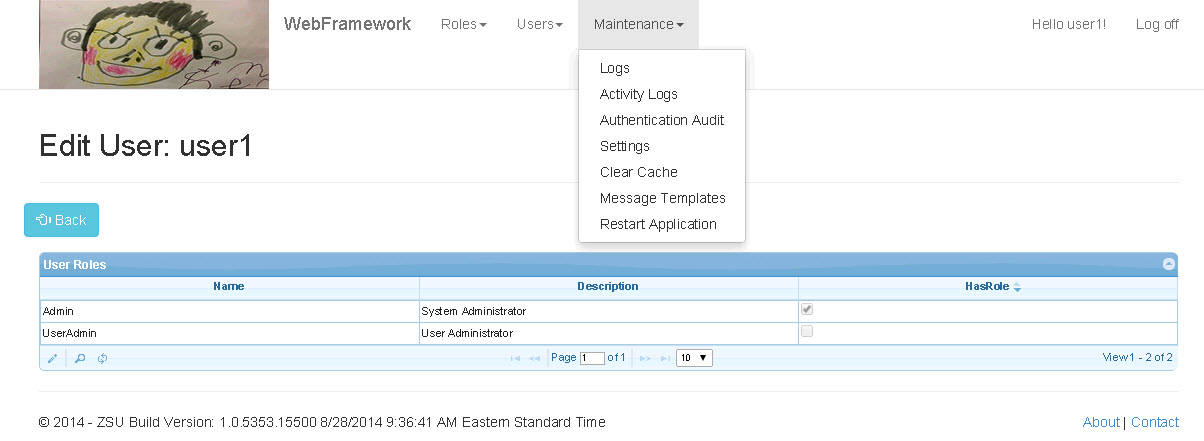 WebFramework Roles Users Maintenance Hello user1! Log off
Logs
Activity Logs
Authentication Audit
Settings
Clear Cache
Message Templates
Restart Application
Edit User: user1
Back
User Roles
Name Description HasRole
Admin System Administrator
UserAdmin User Administrator
Page 1 of 1 10 View 1 - 2 of 2
© 2014 - ZSU Build Version: 1.0.5353.15500 8/28/2014 9:36:41 AM Eastern Standard Time
About | Contact